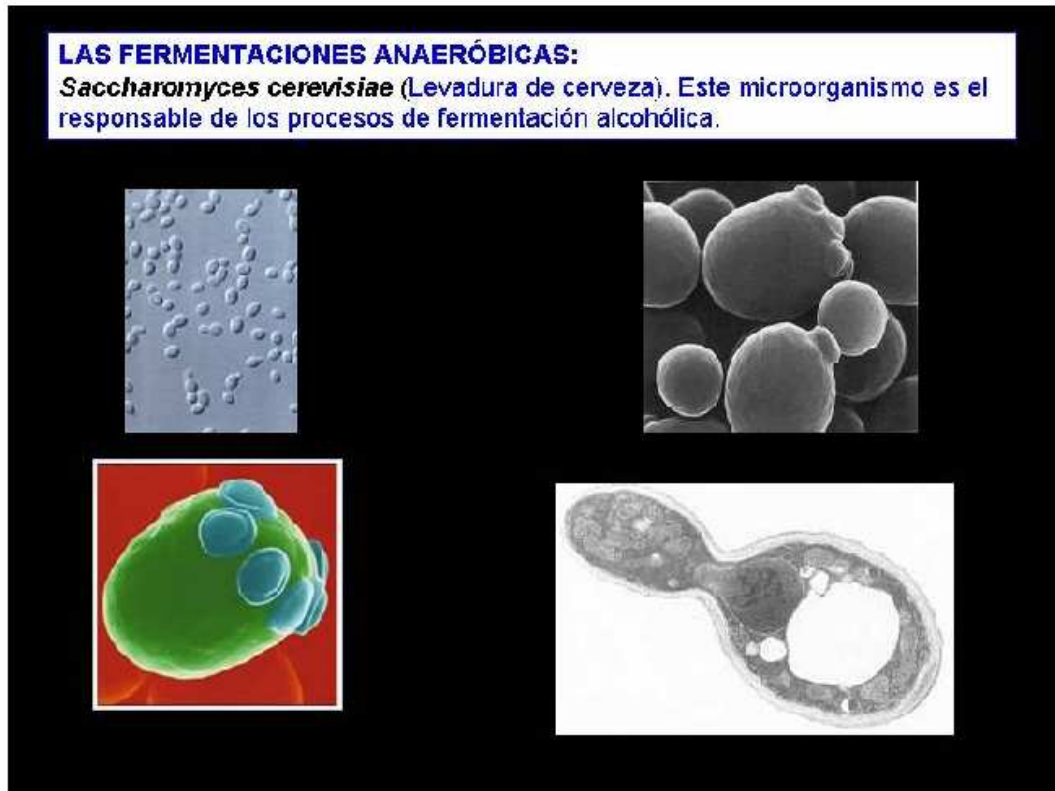 LAS FERMENTACIONES ANAERÓBICAS:
Saccharomyces cerevisiae (Levadura de cerveza). Este microorganismo es el
responsable de los procesos de fermentación alcohólica.